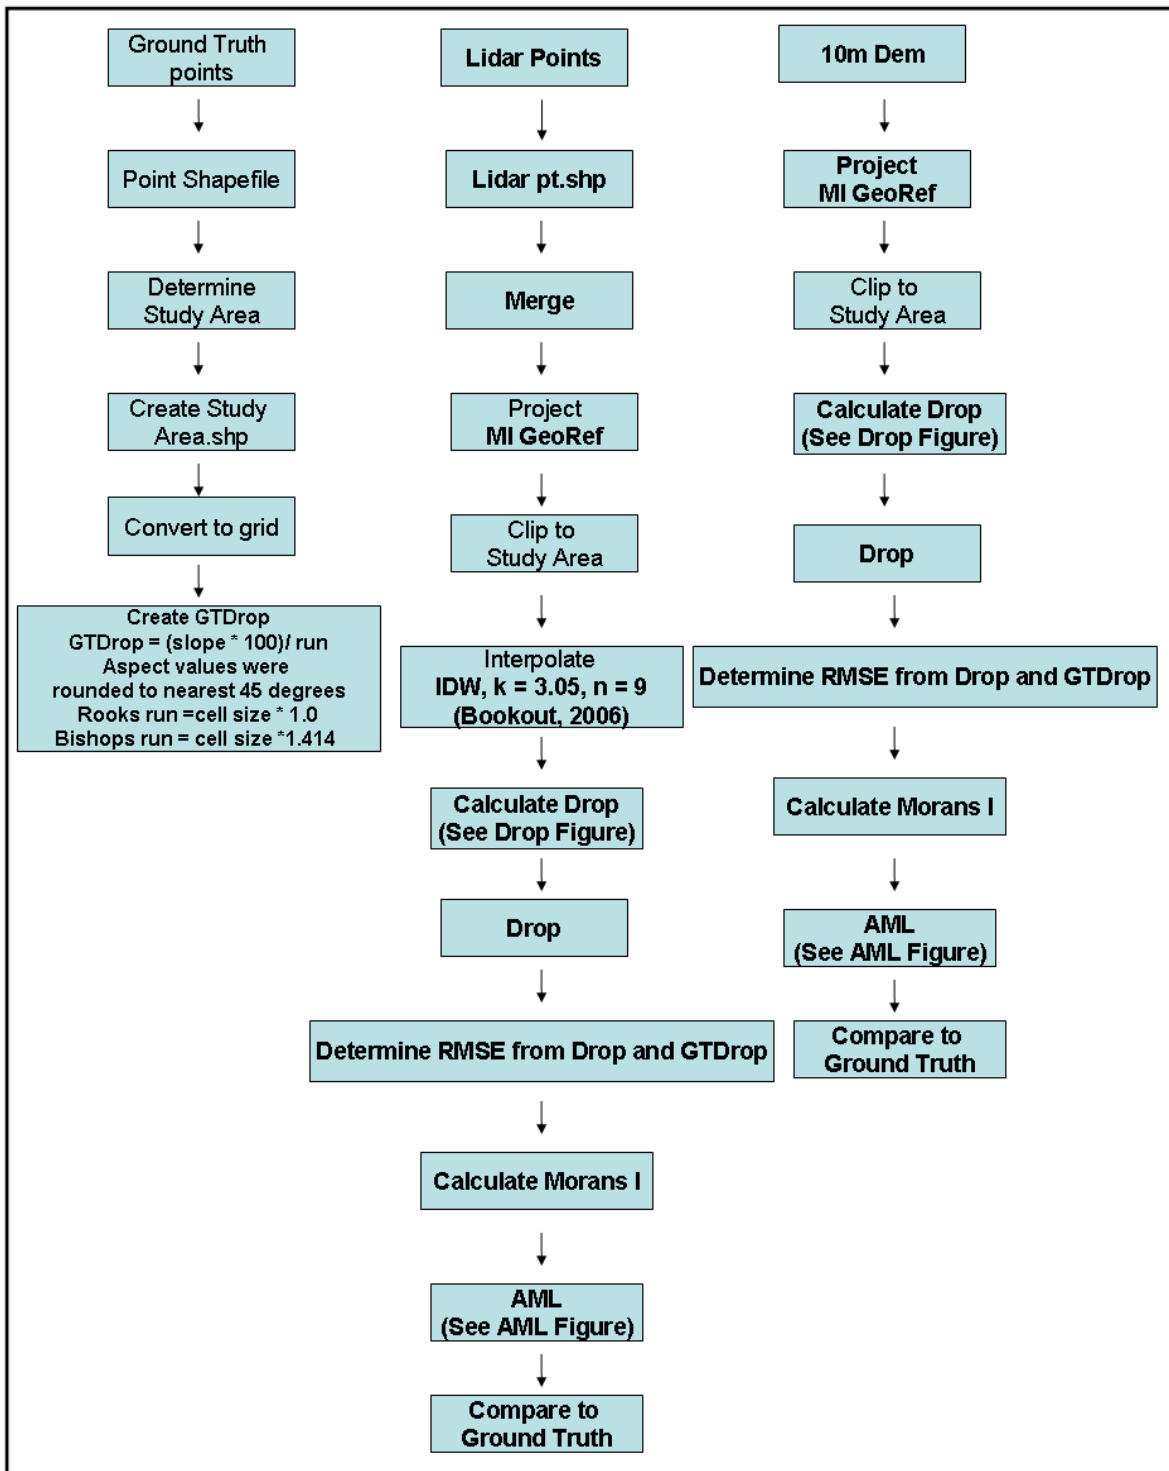 Ground Truth
points
Point Shapefile
Determine
Study Area
Create Study
Area.shp
Convert to grid
Create GTDrop
GTDrop = (slope * 100)/ run
Aspect values were
rounded to nearest 45 degrees
Rooks run =cell size * 1.0
Bishops run = cell size *1.414
Lidar Points
Lidar pt.shp
Merge
Project
MI GeoRef
Clip to
Study Area
Interpolate
IDW, k = 3.05, n = 9
(Bookout, 2006)
Calculate Drop
(See Drop Figure)
Drop
Determine RMSE from Drop and GTDrop
Calculate Morans I
AML
(See AML Figure)
Compare to
Ground Truth
10m Dem
Project
MI GeoRef
Clip to
Study Area
Calculate Drop
(See Drop Figure)
Drop
Determine RMSE from Drop and GTDrop
Calculate Morans I
AML
(See AML Figure)
Compare to
Ground Truth